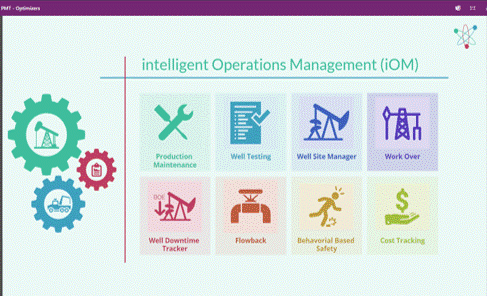 PMT - Optimizers
intelligent Operations Management (iOM)
Production
Maintenance
Well Testing
Well Site Manager
Work Over
BOE
Well Downtime
Tracker
Flowback
Behavorial Based
Safety
Cost Tracking